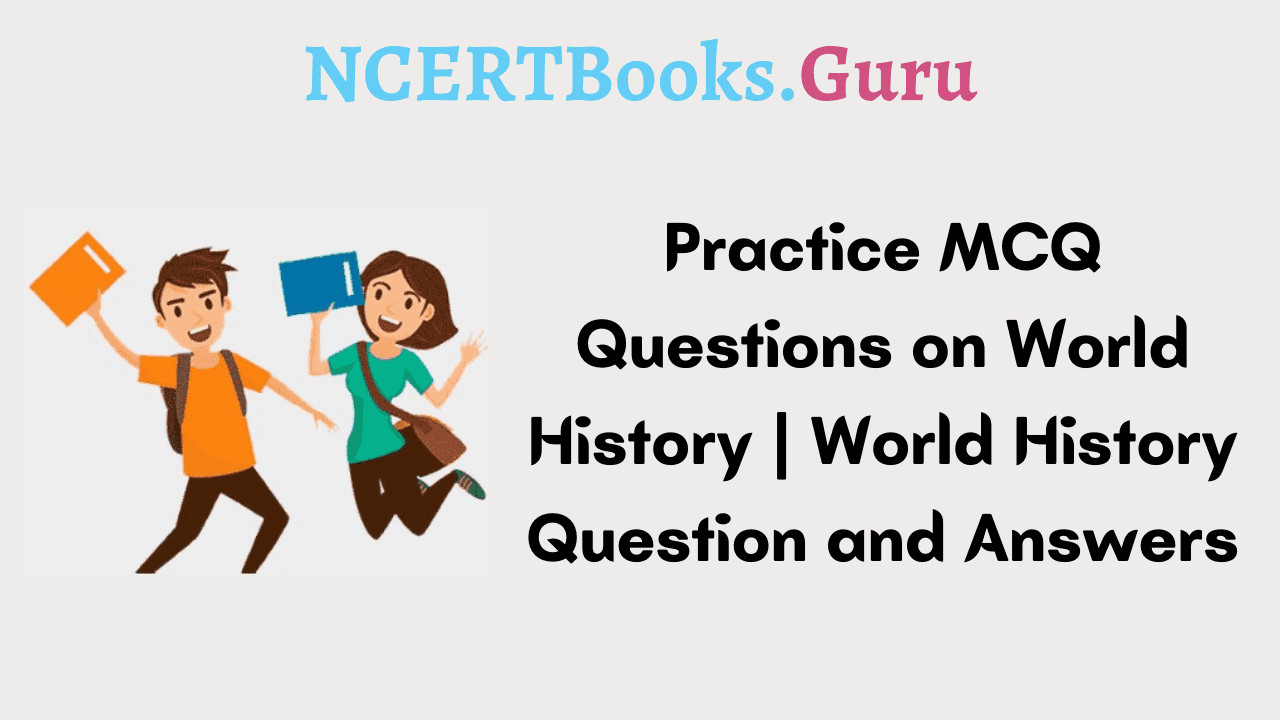 NCERTBooks.Guru
Practice MCQ
Questions on World
History | World History
Question and Answers